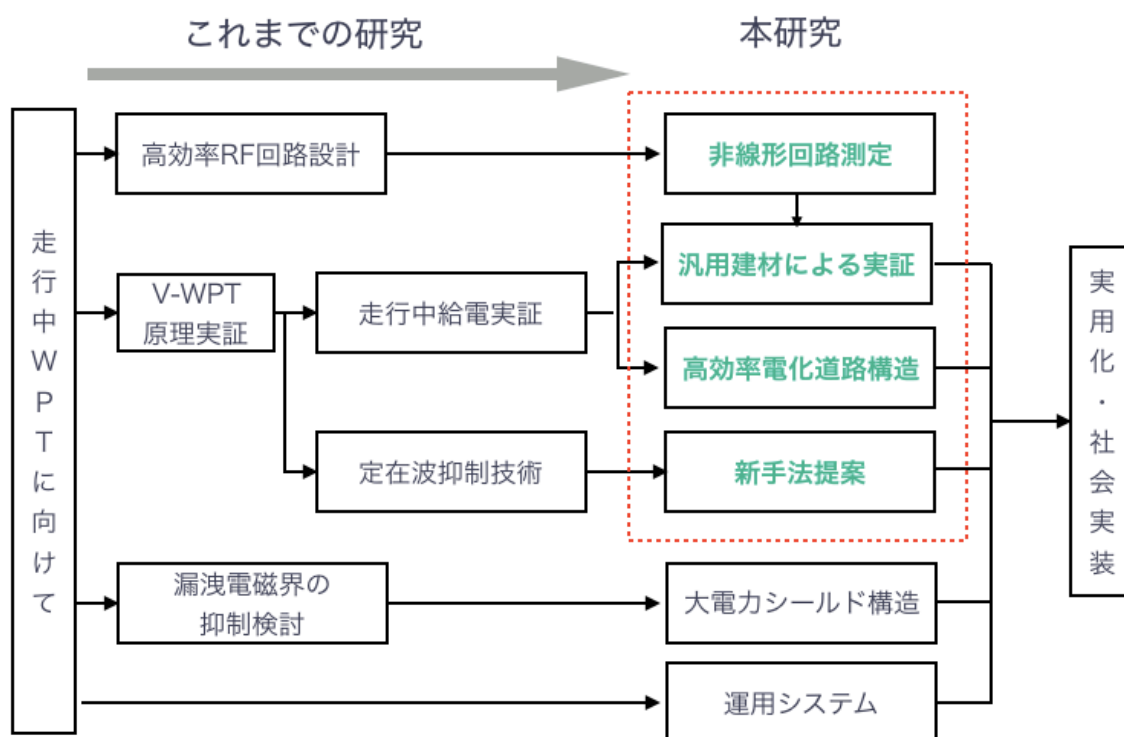 これまでの研究
本研究
走行中WPTに向けて
高効率RF回路設計
非線形回路測定
V-WPT
原理実証
走行中給電実証
汎用建材による実証
高効率電化道路構造
定在波抑制技術
新手法提案
漏洩電磁界の
抑制検討
大電力シールド構造
運用システム
実用化・社会実装